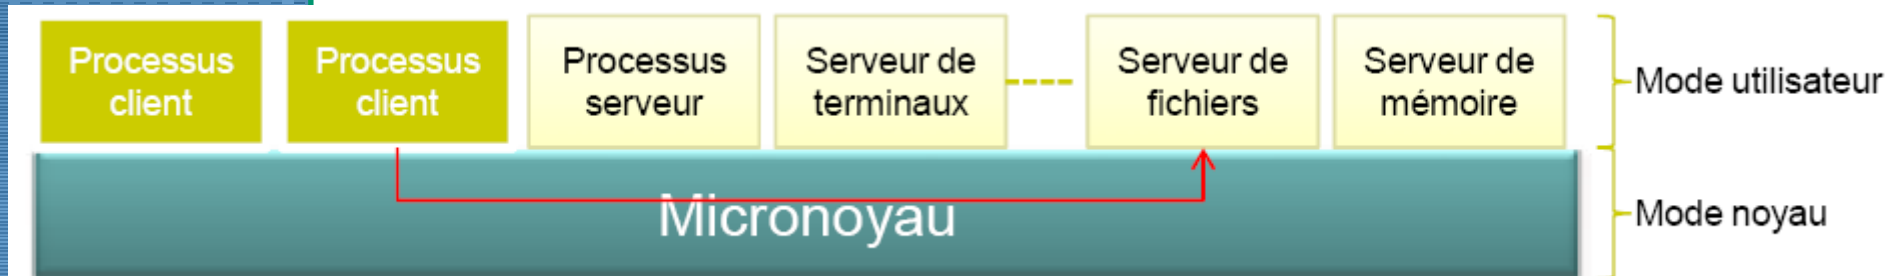 Processus
client
Processus
client
Processus
serveur
Serveur de
terminaux
Serveur de
fichiers
Serveur de
mémoire
Mode utilisateur
Micronoyau
Mode noyau